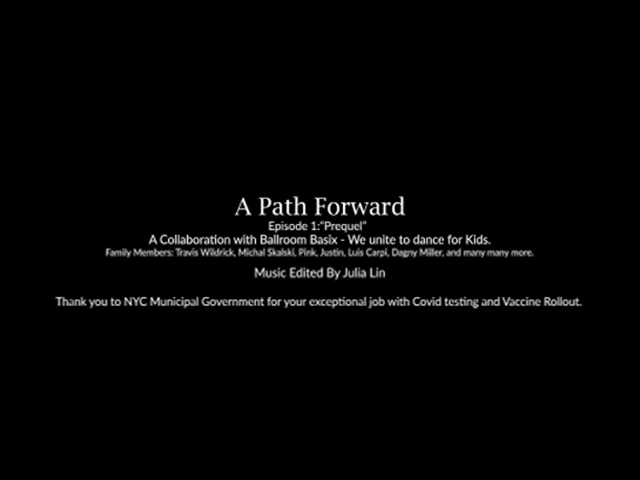 A Path Forward
Episode 1:"Prequel"
A Collaboration with Ballroom Basix - We unite to dance for Kids.
Family Members: Travis Wildrick, Michal Skalski, Pink, Justin, Luis Carpi, Dagny Miller, and many many more.
Music Edited By Julia Lin
Thank you to NYC Municipal Government for your exceptional job with Covid testing and Vaccine Rollout.